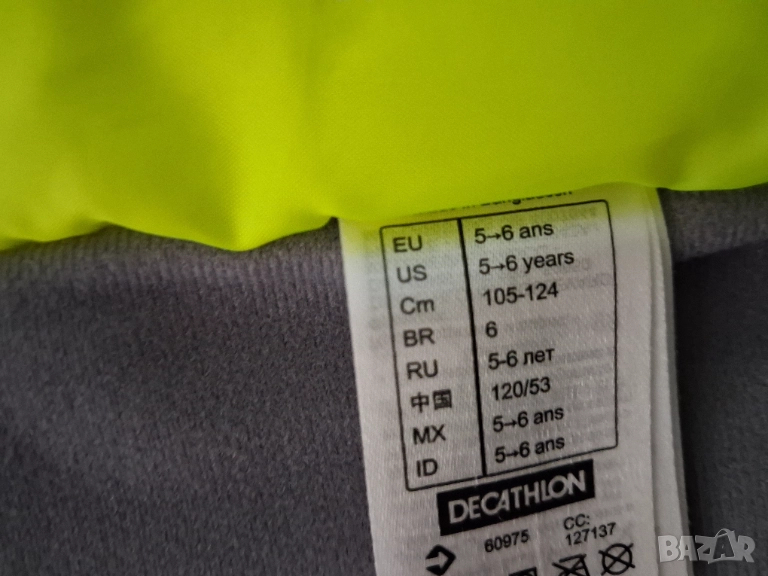 EU 5→6 ans
US 5→6 years
Cm 105-124
BR 6
RU 5-6 лет
中国 120/53
MX 5→6 ans
ID 5→6 ans
DECATHLON
60975 CC: 127137
BAZAR